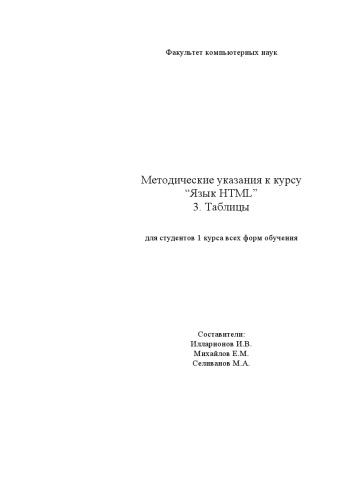 Факультет компьютерных наук
Методические указания к курсу
“Язык HTML”
3. Таблицы
для студентов 1 курса всех форм обучения
Составители:
Илларионов И.В.
Михайлов Е.М.
Селиванов М.А.